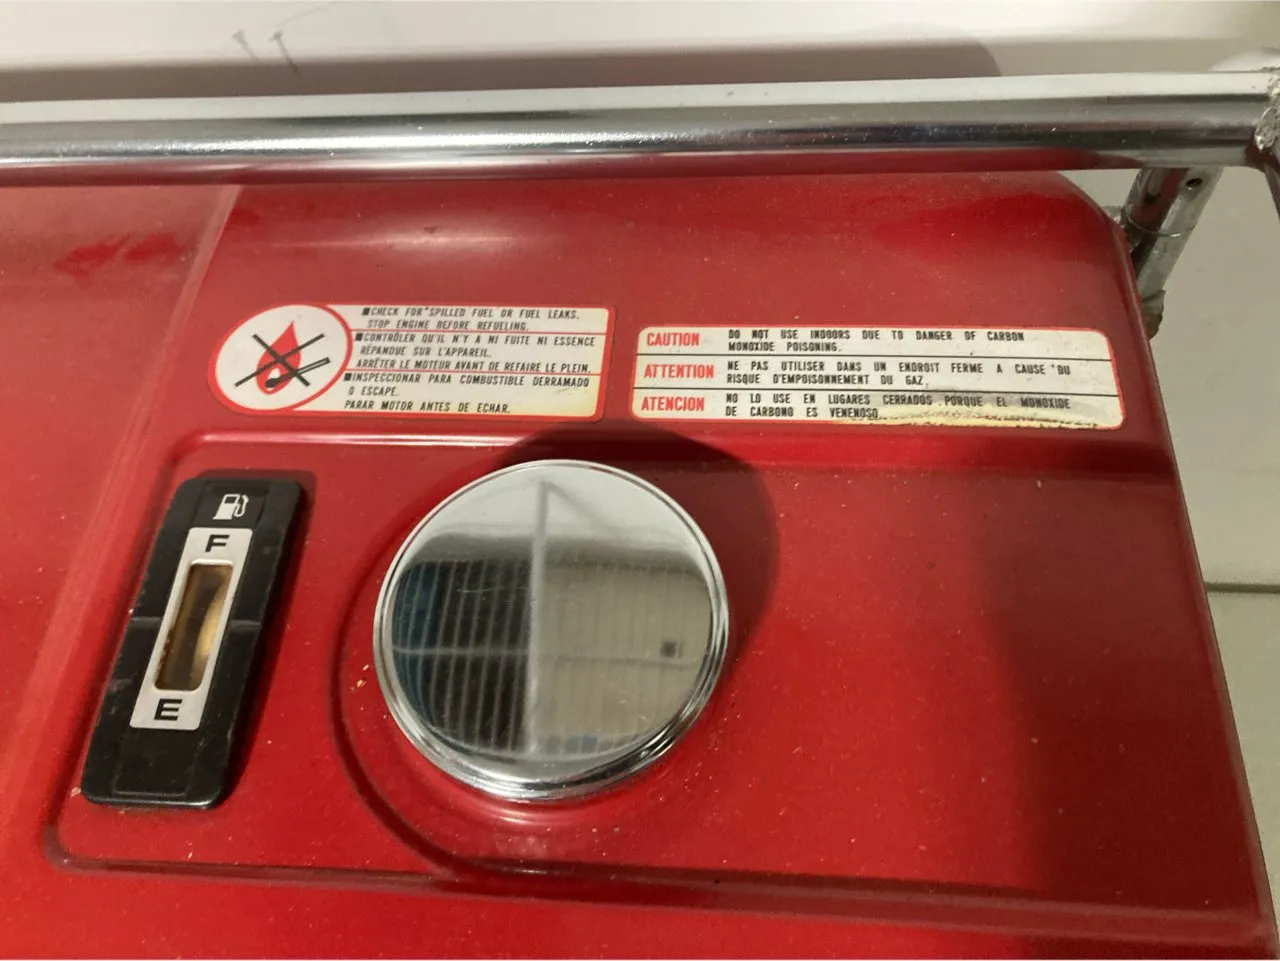 ■CHECK FOR SPILLED FUEL OR FUEL LEAKS.
STOP ENGINE BEFORE REFUELING.
■CONTRÔLER QU'IL N'Y A NI FUITE NI ESSENCE
RÉPANDUE SUR L'APPAREIL.
ARRÊTER LE MOTEUR AVANT DE REFAIRE LE PLEIN.
■INSPECCIONAR PARA COMBUSTIBLE DERRAMADO
O ESCAPE.
PARAR MOTOR ANTES DE ECHAR.
CAUTION DO NOT USE INDOORS DUE TO DANGER OF CARBON
MONOXIDE POISONING.
ATTENTION NE PAS UTILISER DANS UN ENDROIT FERME A CAUSE DU
RISQUE D'EMPOISONNEMENT DU GAZ.
ATENCION NO LO USE EN LUGARES CERRADOS PORQUE EL MONOXIDE
DE CARBONO ES VENENOSO
F
E